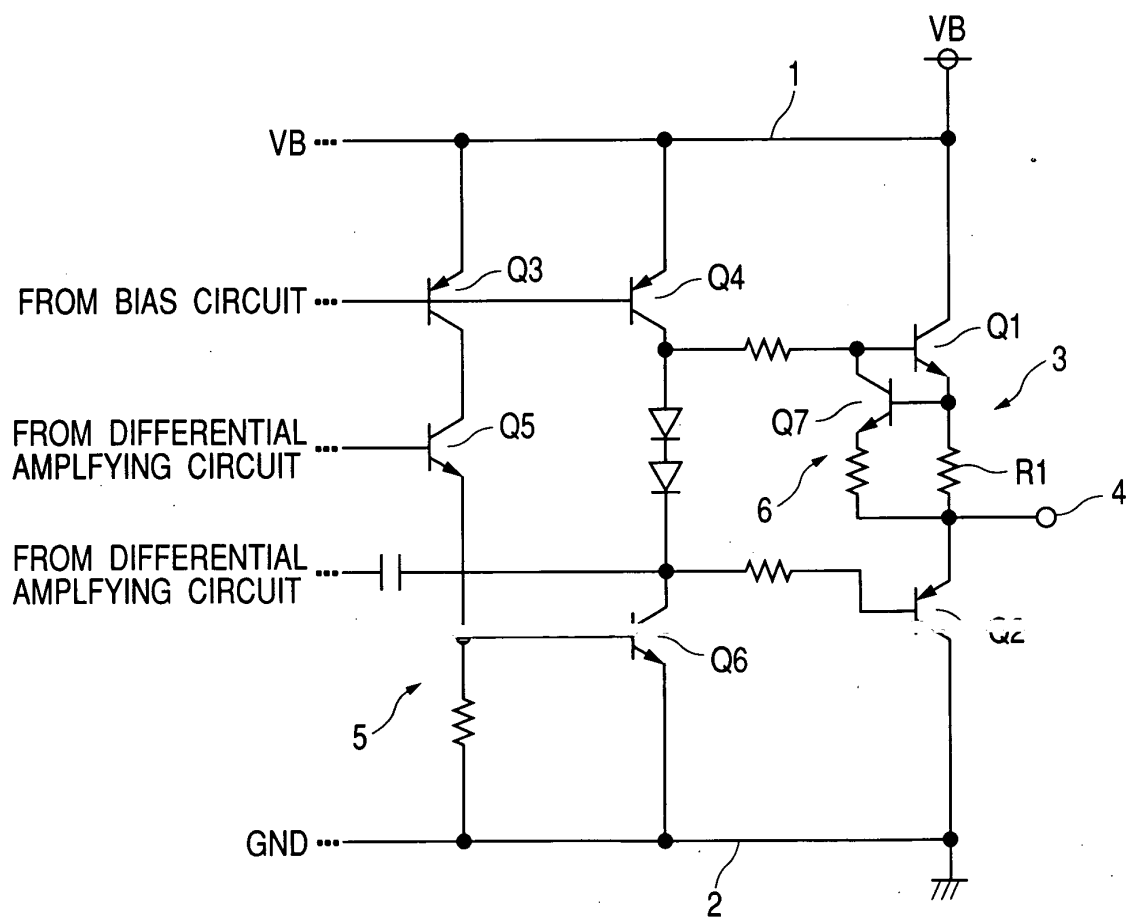 VB
1
VB
Q3
Q4
FROM BIAS CIRCUIT
Q1
3
FROM DIFFERENTIAL
AMPLFYING CIRCUIT
Q5
Q7
6
R1
4
FROM DIFFERENTIAL
AMPLFYING CIRCUIT
Q2
Q6
5
GND
2